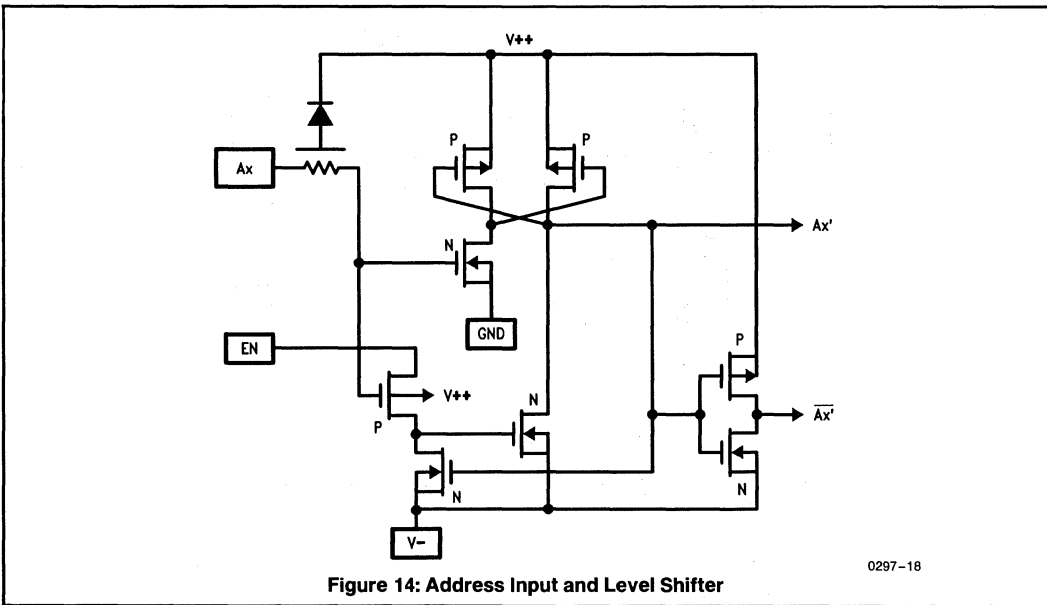 V++
P
P
Ax
Ax'
N
GND
EN
P
V++
N
Ax'
P
N
N
V-
0297-18
Figure 14: Address Input and Level Shifter